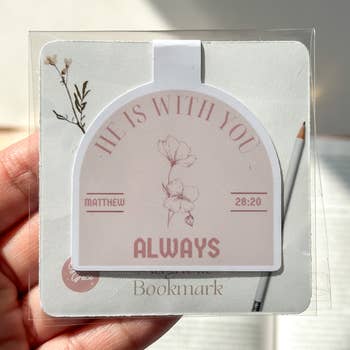 HE IS WITH YOU
MATTHEW 28:20
ALWAYS
Bookmark